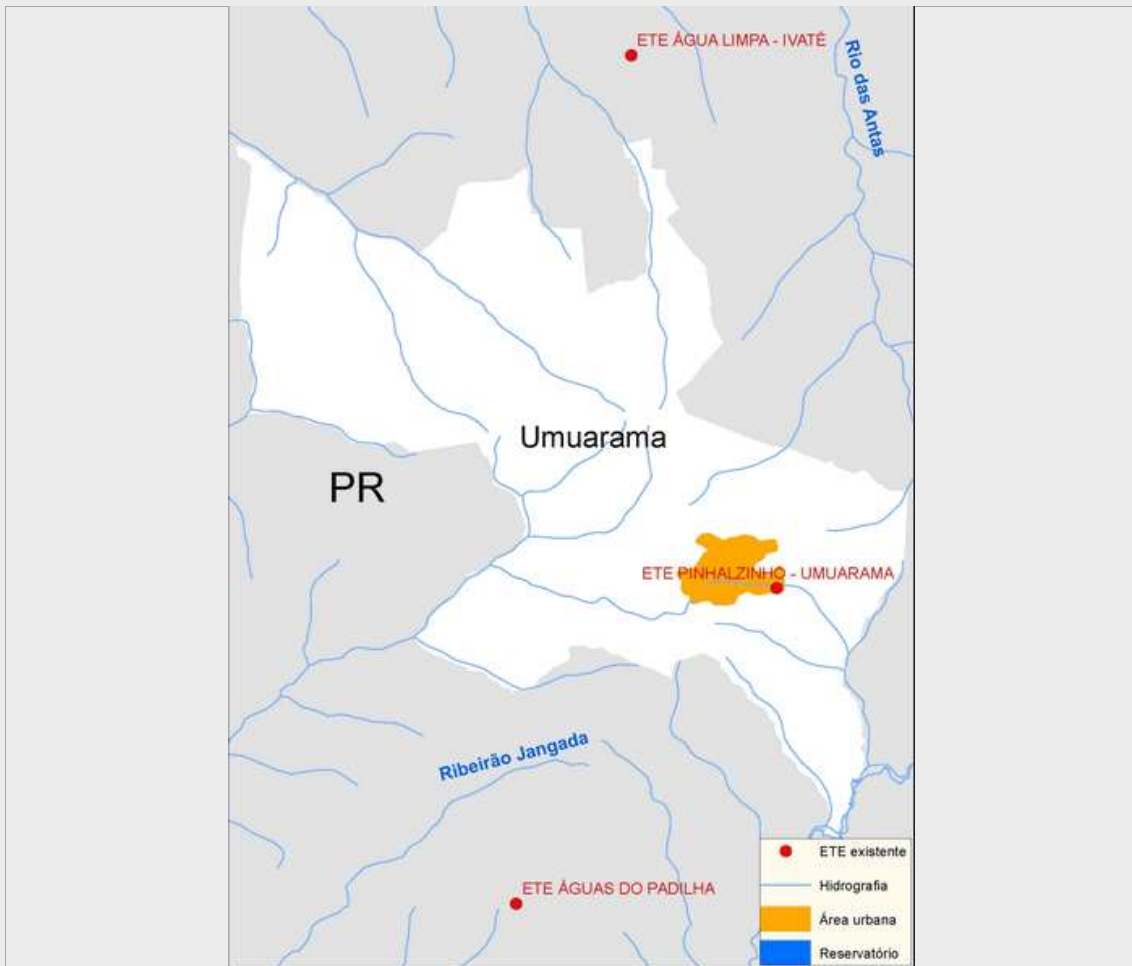 ETE ÁGUA LIMPA - IVATÊ
Rio das Antas
Umuarama
PR
ETE PINHALZINHO - UMUARAMA
Ribeirão Jangada
ETE ÁGUAS DO PADILHA
ETE existente
Hidrografia
Área urbana
Reservatório